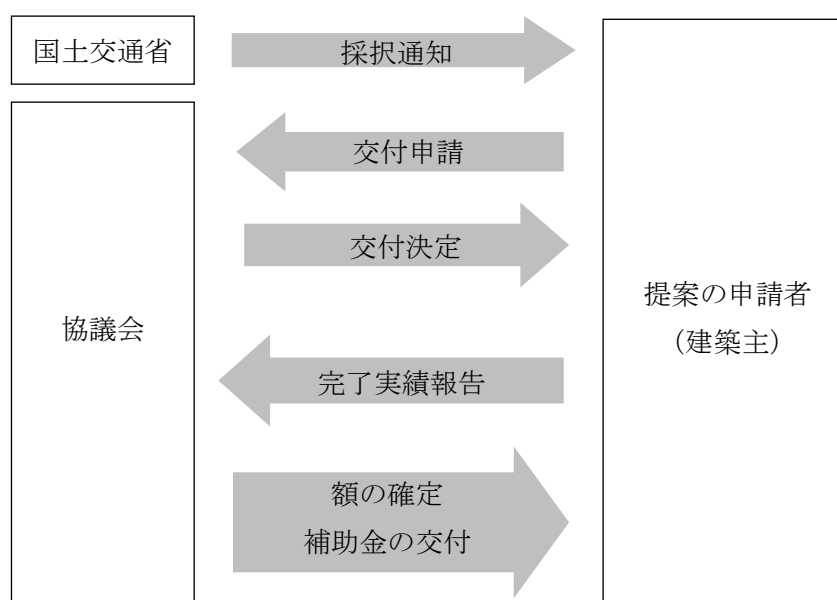 国土交通省
採択通知
交付申請
交付決定
協議会
提案の申請者
（建築主）
完了実績報告
額の確定
補助金の交付